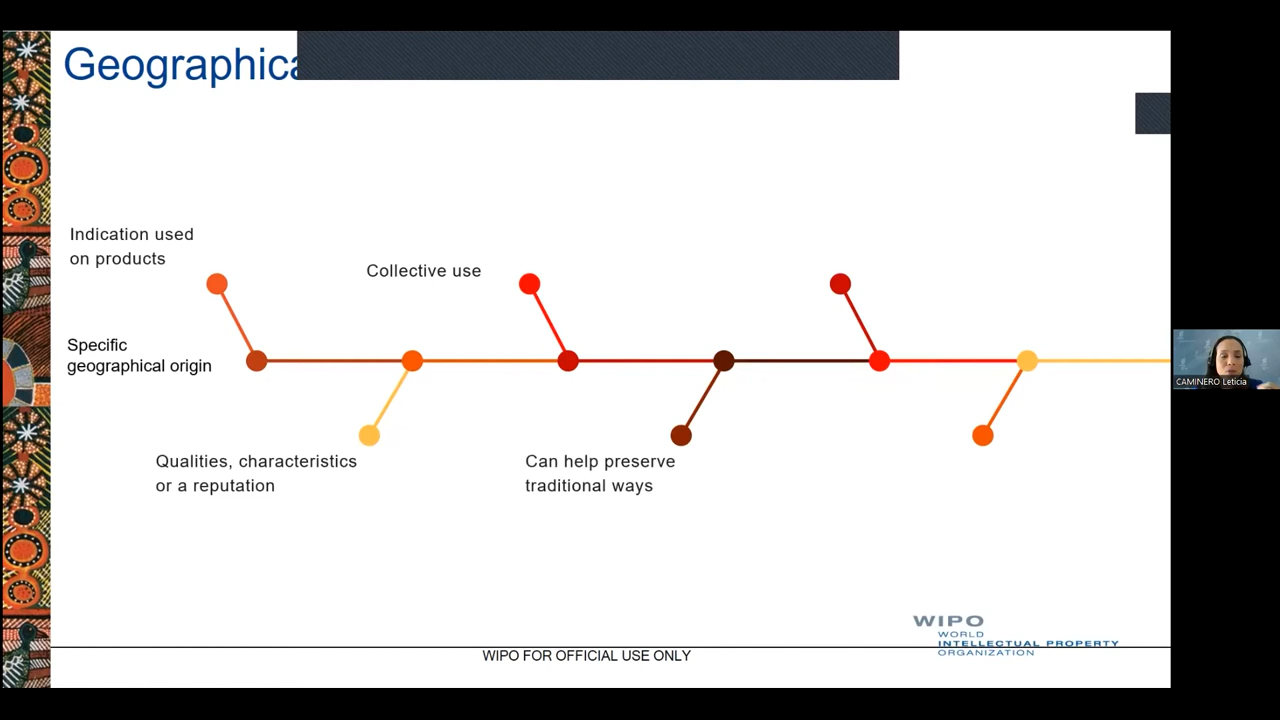 Geographica
Indication used
on products
Collective use
Specific
geographical origin
Qualities, characteristics
or a reputation
Can help preserve
traditional ways
CAMINERO Leticia
WIPO
WORLD
INTELLECTUAL PROPERTY
ORGANIZATION
WIPO FOR OFFICIAL USE ONLY